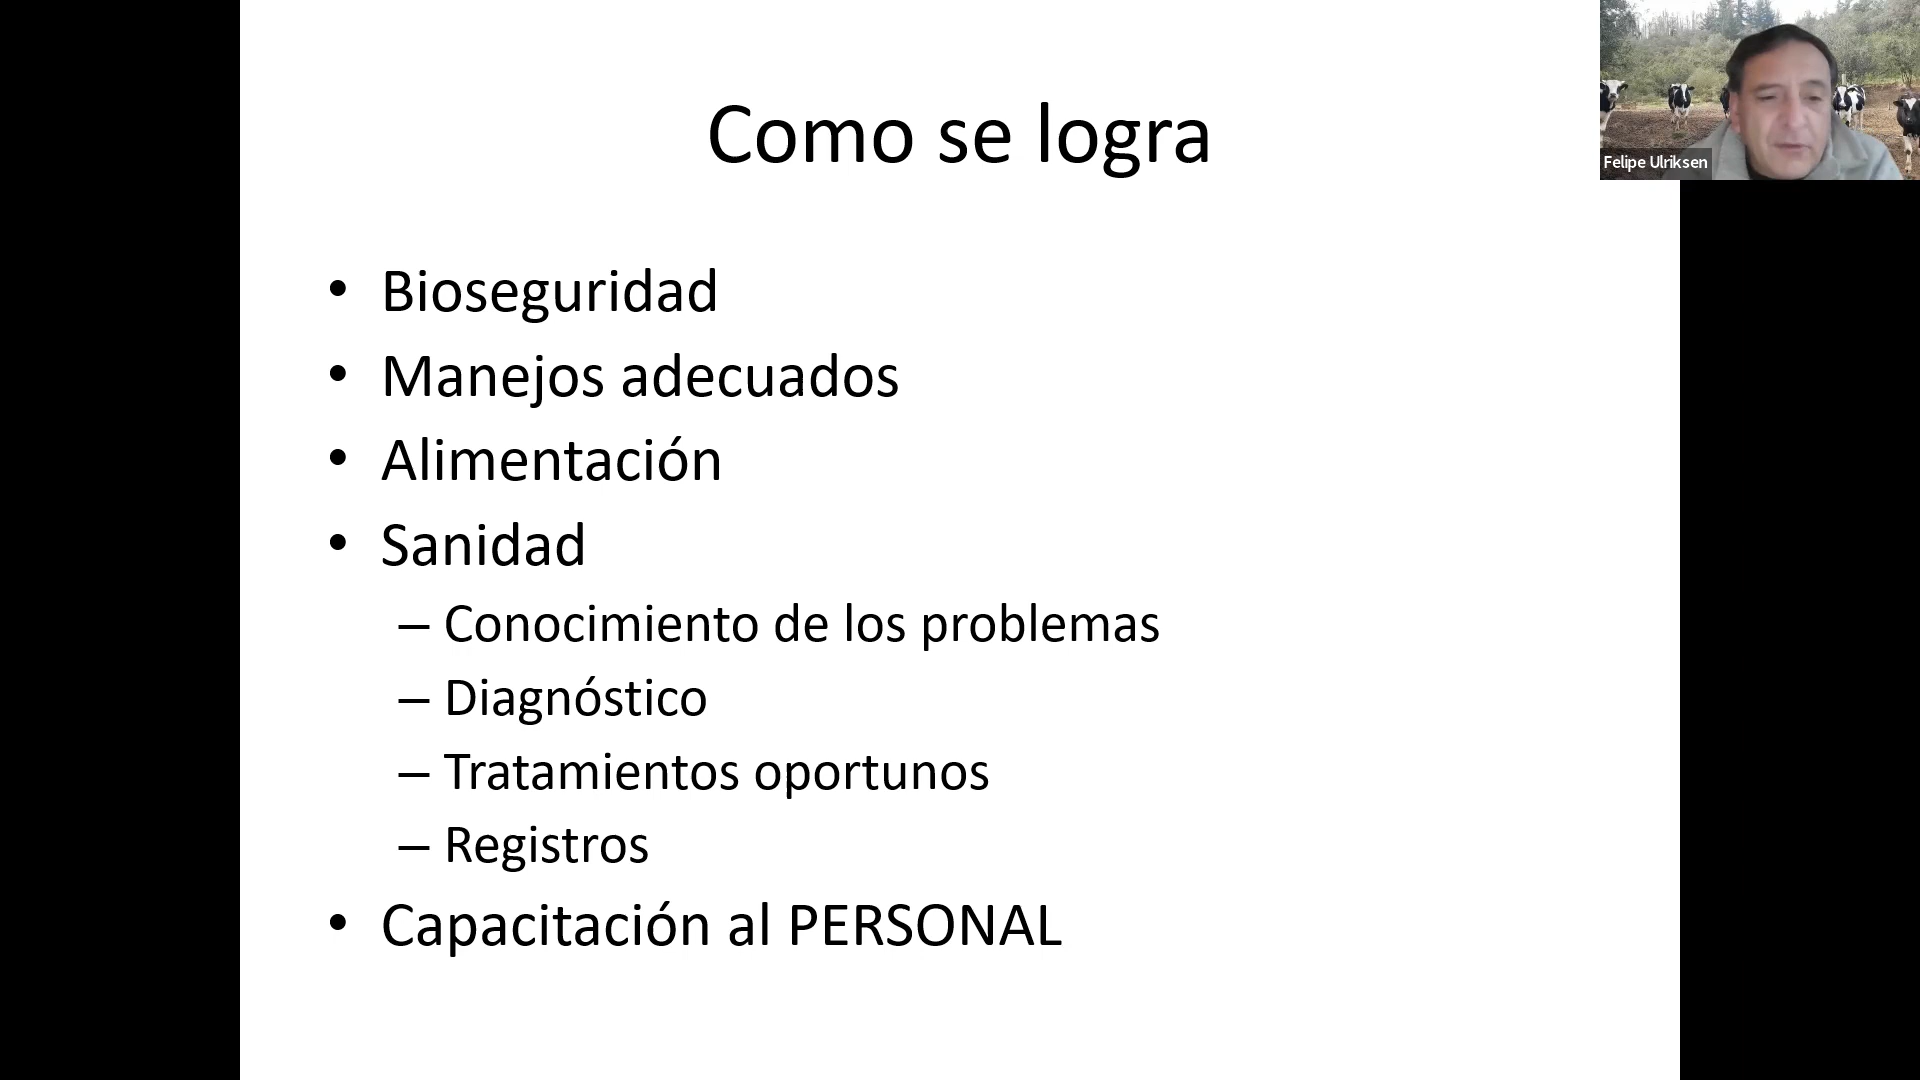 Como se logra
Felipe Ulriksen
• Bioseguridad
• Manejos adecuados
• Alimentación
• Sanidad
– Conocimiento de los problemas
– Diagnóstico
– Tratamientos oportunos
– Registros
• Capacitación al PERSONAL